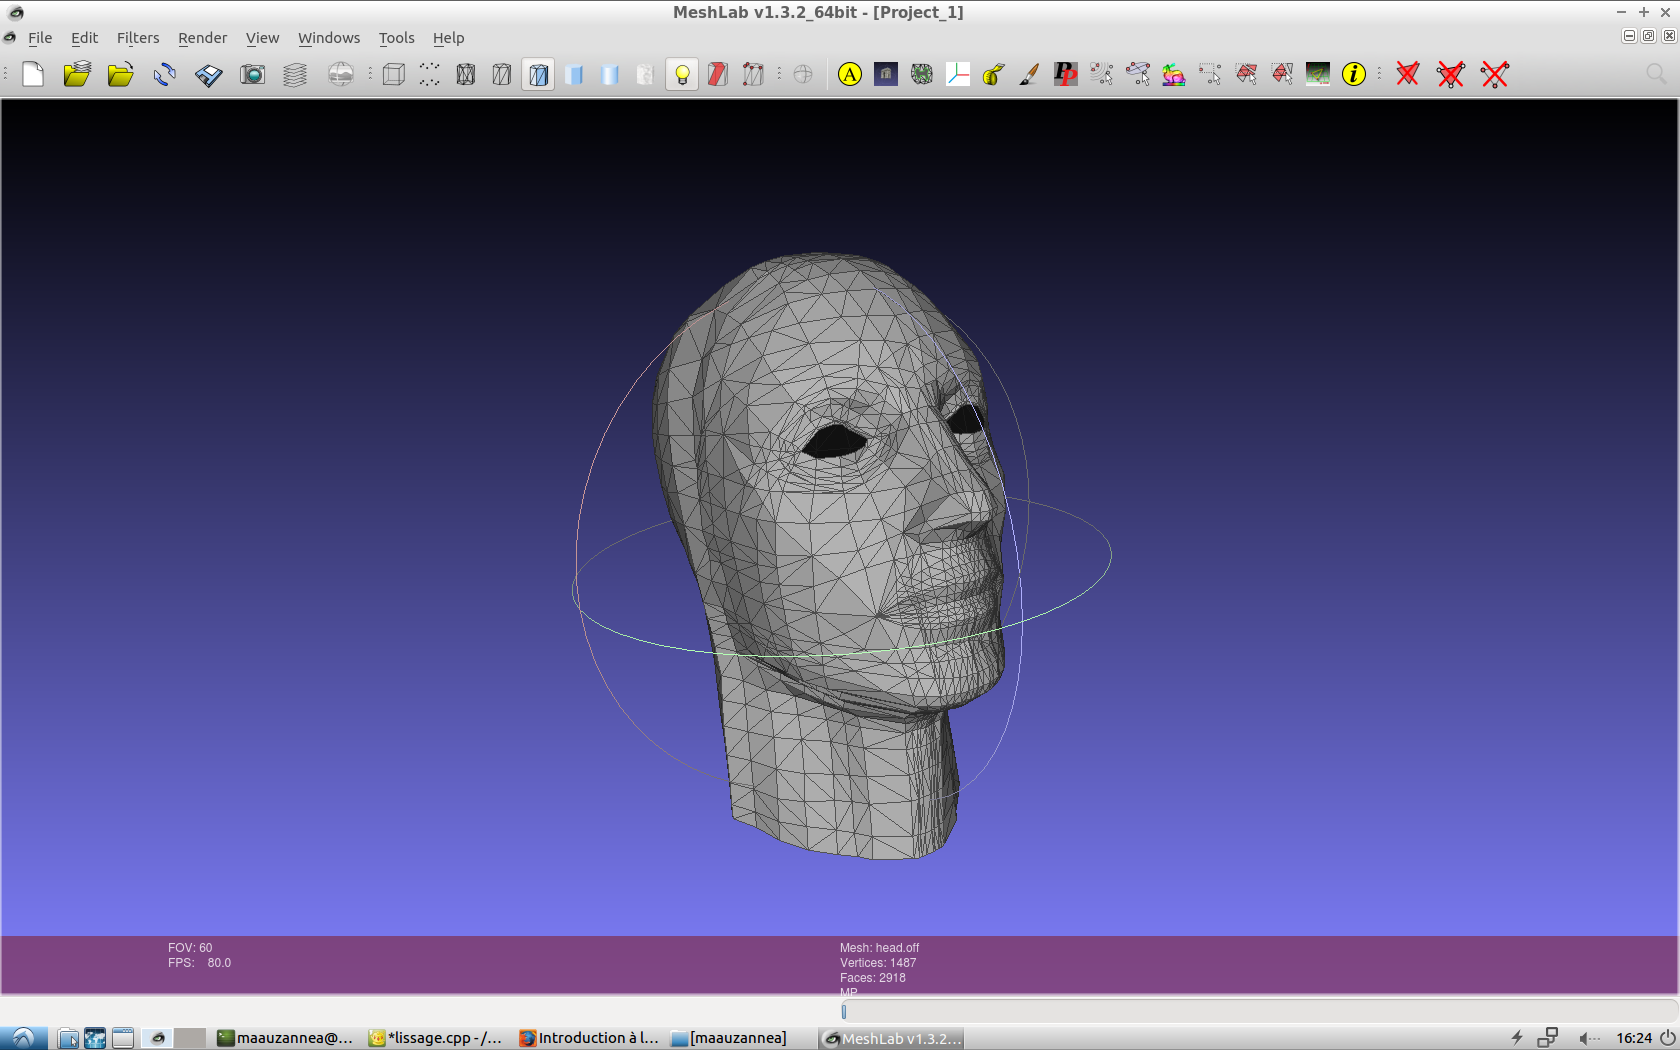 MeshLab v1.3.2_64bit - [Project_1]
File Edit Filters Render View Windows Tools Help
A
PP
i
FOV: 60
FPS: 80.0
Mesh: head.off
Vertices: 1487
Faces: 2918
MP
maauzannea@... *lissage.cpp - /... Introduction à l... [maauzannea] MeshLab v1.3.2... 16:24